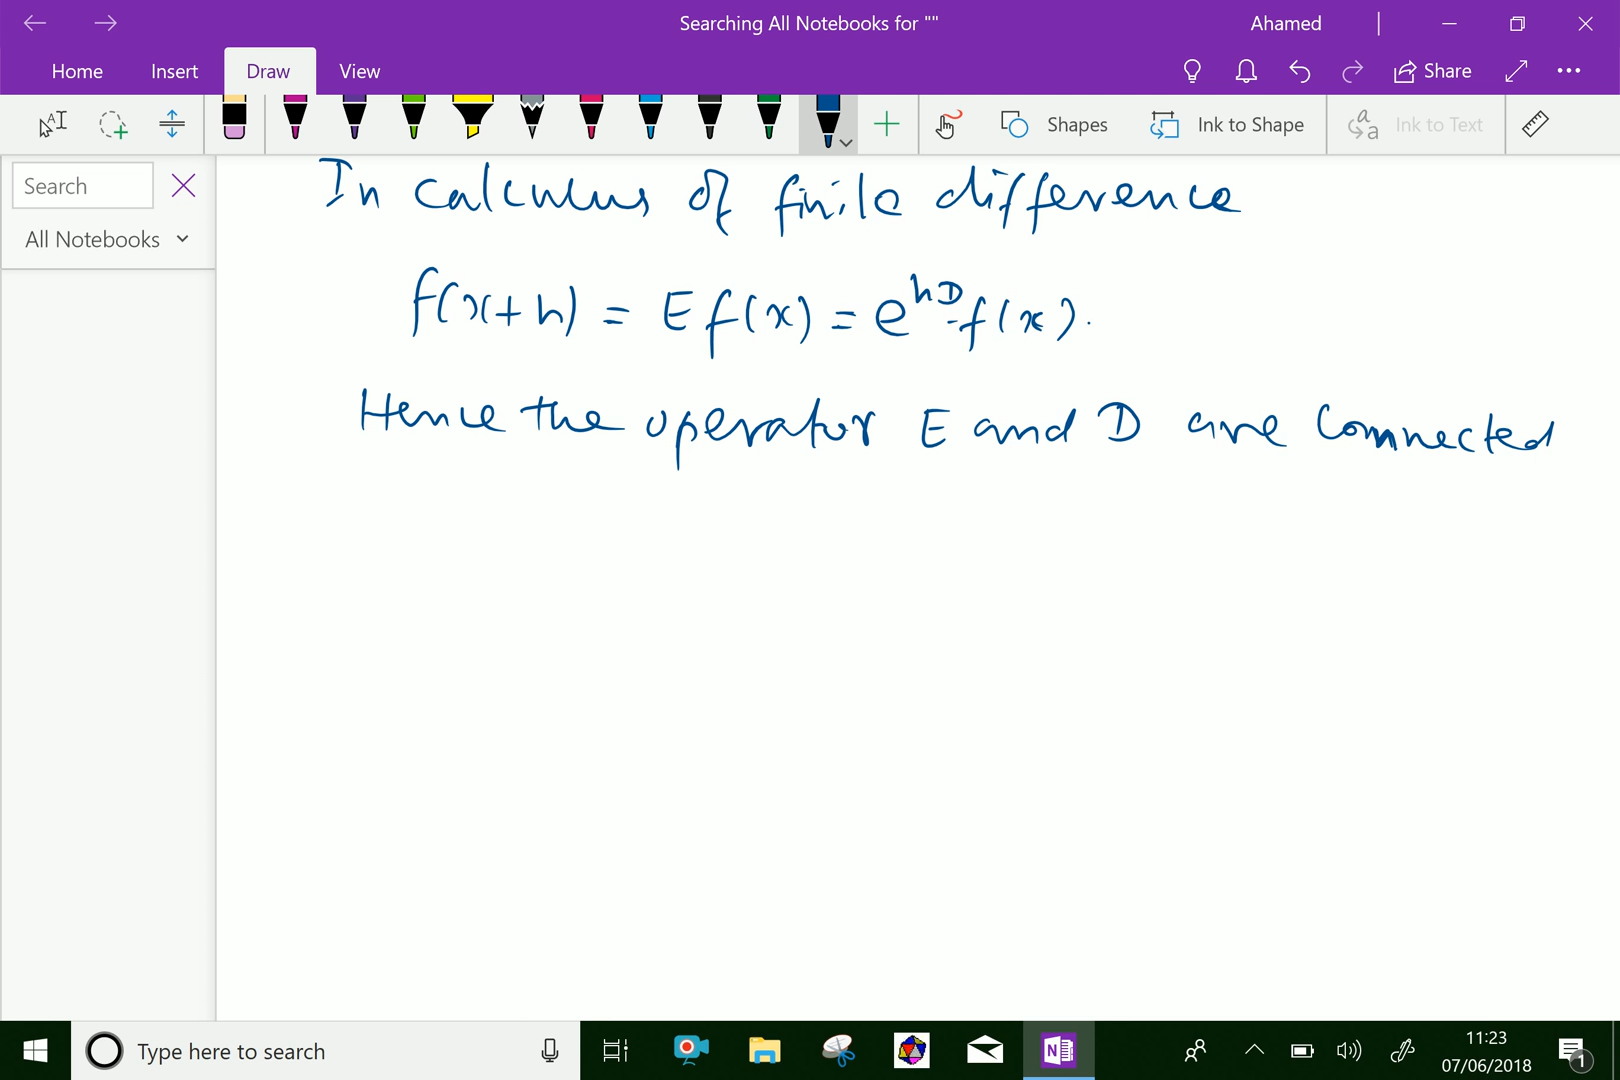 Searching All Notebooks for ""
Ahamed
Home Insert Draw View
Share
Shapes Ink to Shape Ink to Text
Search
All Notebooks
In calculus of finite difference
f(x+h) = E f(x) = e^{hD} f(x).
Hence the operator E and D are connected
Type here to search
11:23
07/06/2018
1